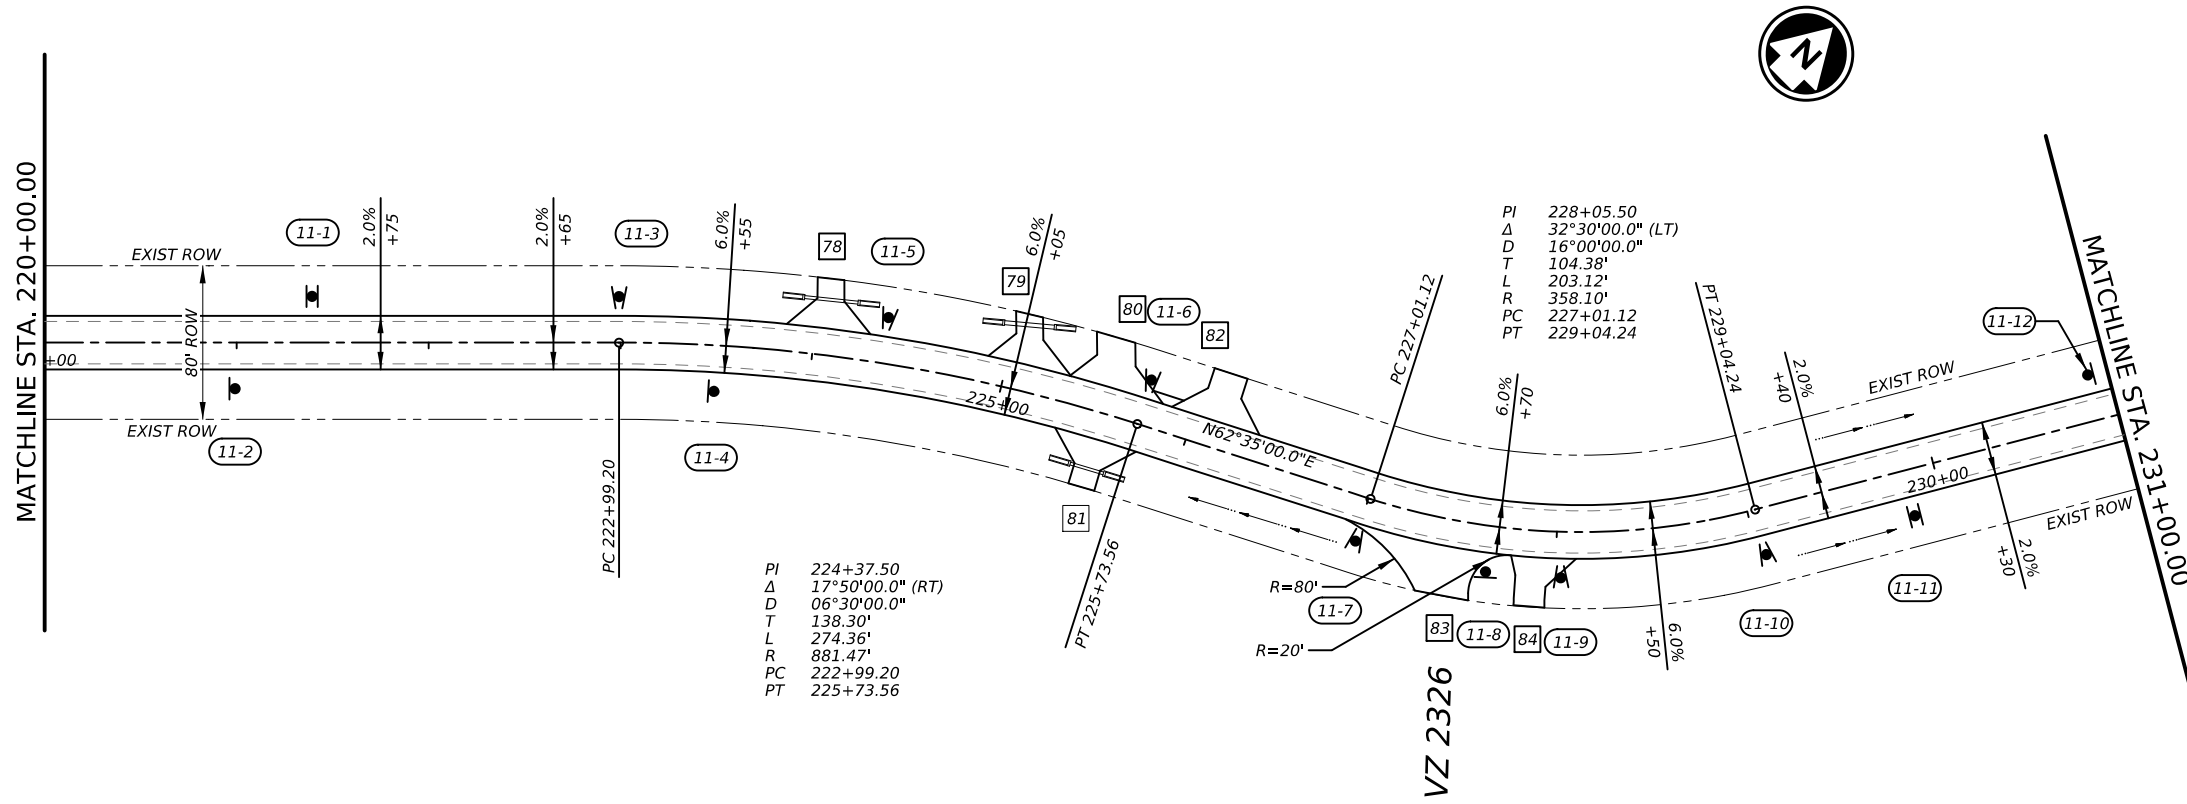 MATCHLINE STA. 220+00.00
EXIST ROW
80' ROW
+00
EXIST ROW
11-1
11-2
2.0%
+75
2.0%
+65
11-3
PC 222+99.20
11-4
6.0%
+55
78
11-5
79
6.0%
+05
225+00
80
11-6
82
81
PT 225+73.56
N62°35'00.0"E
PI 224+37.50
Δ 17°50'00.0" (RT)
D 06°30'00.0"
T 138.30'
L 274.36'
R 881.47'
PC 222+99.20
PT 225+73.56
PC 227+01.12
PI 228+05.50
Δ 32°30'00.0" (LT)
D 16°00'00.0"
T 104.38'
L 203.12'
R 358.10'
PC 227+01.12
PT 229+04.24
6.0%
+70
R=80'
11-7
R=20'
83
11-8
84
11-9
VZ 2326
6.0%
+50
PT 229+04.24
2.0%
+40
11-10
11-11
230+00
EXIST ROW
11-12
2.0%
+30
EXIST ROW
MATCHLINE STA. 231+00.00
N